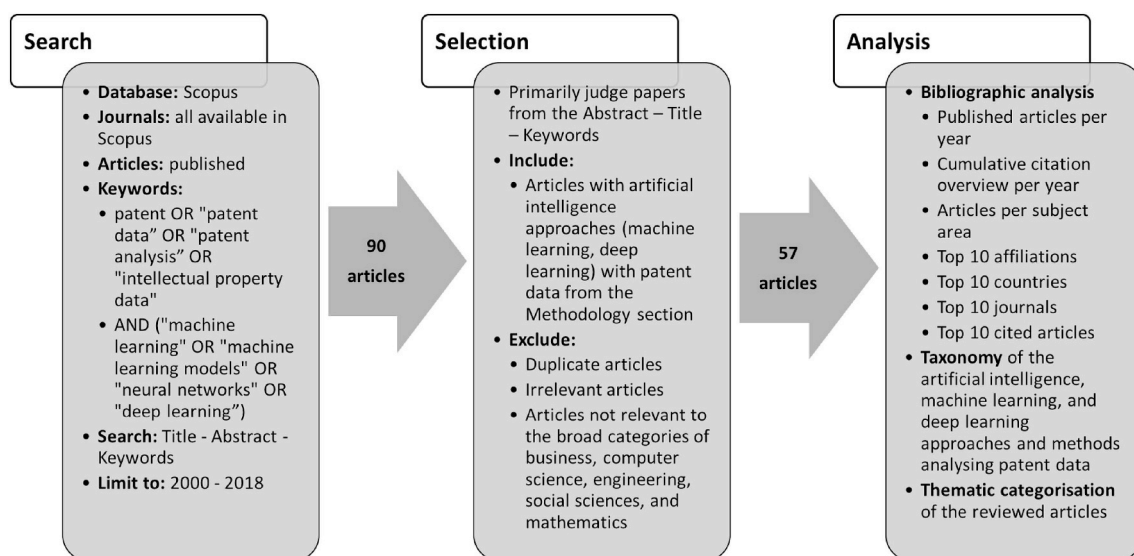 Search
• Database: Scopus
• Journals: all available in
Scopus
• Articles: published
• Keywords:
• patent OR "patent
data” OR "patent
analysis” OR
"intellectual property
data"
• AND ("machine
learning" OR "machine
learning models" OR
"neural networks" OR
"deep learning”)
• Search: Title - Abstract -
Keywords
• Limit to: 2000 - 2018
90
articles
Selection
• Primarily judge papers
from the Abstract – Title
– Keywords
• Include:
• Articles with artificial
intelligence
approaches (machine
learning, deep
learning) with patent
data from the
Methodology section
• Exclude:
• Duplicate articles
• Irrelevant articles
• Articles not relevant to
the broad categories of
business, computer
science, engineering,
social sciences, and
mathematics
57
articles
Analysis
• Bibliographic analysis
• Published articles per
year
• Cumulative citation
overview per year
• Articles per subject
area
• Top 10 affiliations
• Top 10 countries
• Top 10 journals
• Top 10 cited articles
• Taxonomy of the
artificial intelligence,
machine learning, and
deep learning
approaches and methods
analysing patent data
• Thematic categorisation
of the reviewed articles